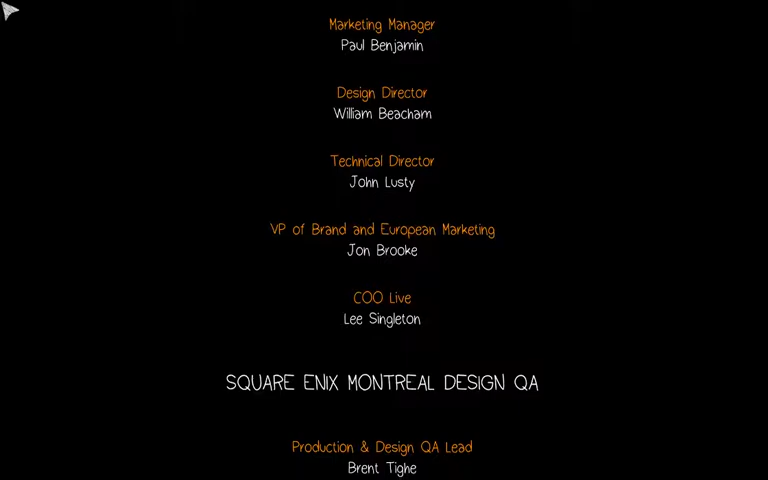 Marketing Manager
Paul Benjamin
Design Director
William Beacham
Technical Director
John Lusty
VP of Brand and European Marketing
Jon Brooke
COO Live
Lee Singleton
SQUARE ENIX MONTREAL DESIGN QA
Production & Design QA Lead
Brent Tighe